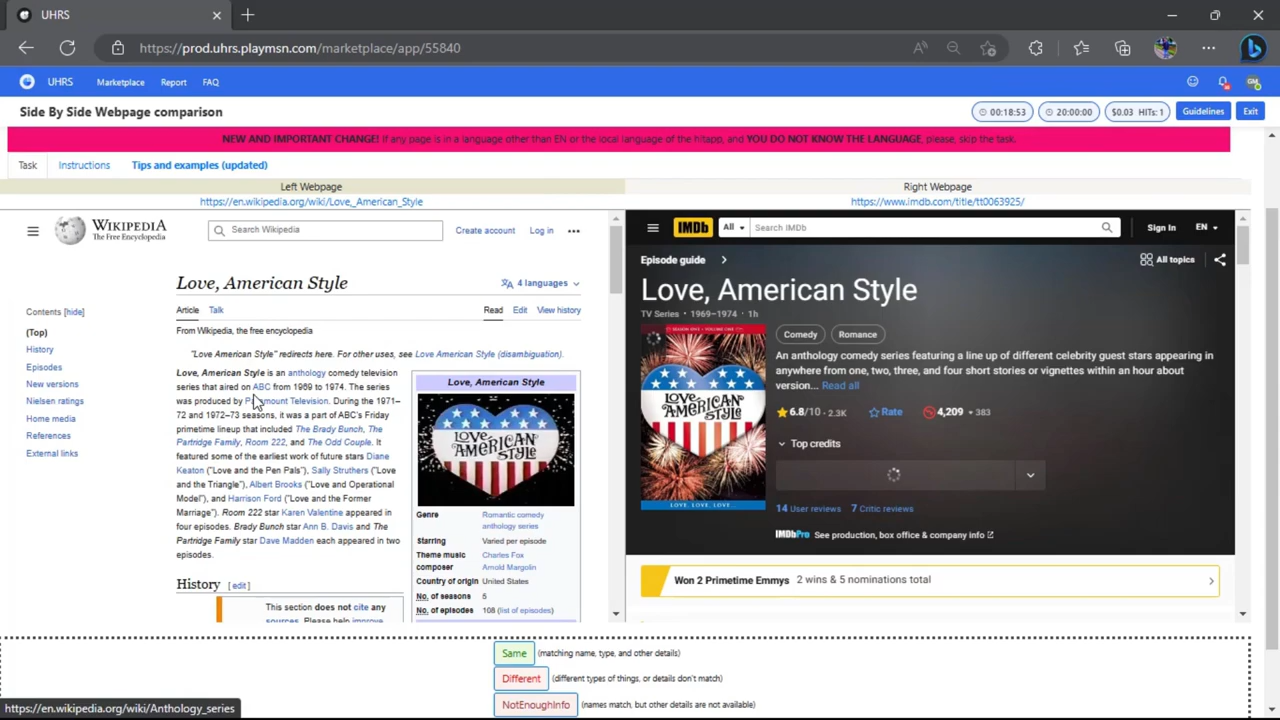 UHRS
https://prod.uhrs.playmsn.com/marketplace/app/55840
UHRS Marketplace Report FAQ
Side By Side Webpage comparison 00:18:53 20:00:00 $0.03 HITs:1 Guidelines Exit
NEW AND IMPORTANT CHANGE! If any page is in a language other than EN or the local language of the hitapp, and YOU DO NOT KNOW THE LANGUAGE, please, skip the task.
Task Instructions Tips and examples (updated)
Left Webpage
https://en.wikipedia.org/wiki/Love,_American_Style
WIKIPEDIA
The Free Encyclopedia
Search Wikipedia
Create account Log in
Love, American Style
4 languages
Contents [hide]
(Top)
History
Episodes
New versions
Nielsen ratings
Home media
References
External links
Article Talk Read Edit View history
From Wikipedia, the free encyclopedia
"Love American Style" redirects here. For other uses, see Love American Style (disambiguation).
Love, American Style is an anthology comedy television
series that aired on ABC from 1969 to 1974. The series
was produced by Paramount Television. During the 1971–
72 and 1972–73 seasons, it was a part of ABC's Friday
primetime lineup that included The Brady Bunch, The
Partridge Family, Room 222, and The Odd Couple. It
featured some of the earliest work of future stars Diane
Keaton ("Love and the Pen Pals"), Sally Struthers ("Love
and the Triangle"), Albert Brooks ("Love and Operational
Model"), and Harrison Ford ("Love and the Former
Marriage"). Room 222 star Karen Valentine appeared in
four episodes. Brady Bunch star Ann B. Davis and The
Partridge Family star Dave Madden each appeared in two
episodes.
History [edit]
This section does not cite any
sources. Please help improve
Love, American Style
LOVE
AMERICAN
STYLE
Genre Romantic comedy
anthology series
Starring Varied per episode
Theme music Charles Fox
composer Arnold Margolin
Country of origin United States
No. of seasons 5
No. of episodes 108 (list of episodes)
Right Webpage
https://www.imdb.com/title/tt0063925/
IMDb All Search IMDb Sign In EN
Episode guide All topics
Love, American Style
TV Series • 1969–1974 • 1h
SEASON ONE • VOLUME ONE
LOVE
AMERICAN
STYLE
LOVE, LOVE, LOVE...
Comedy Romance
An anthology comedy series featuring a line up of different celebrity guest stars appearing in
anywhere from one, two, three, and four short stories or vignettes within an hour about
version... Read all
6.8/10 · 2.3K Rate 4,209 383
Top credits
14 User reviews 7 Critic reviews
IMDbPro See production, box office & company info
Won 2 Primetime Emmys 2 wins & 5 nominations total
Same (matching name, type, and other details)
Different (different types of things, or details don't match)
NotEnoughInfo (names match, but other details are not available)
https://en.wikipedia.org/wiki/Anthology_series